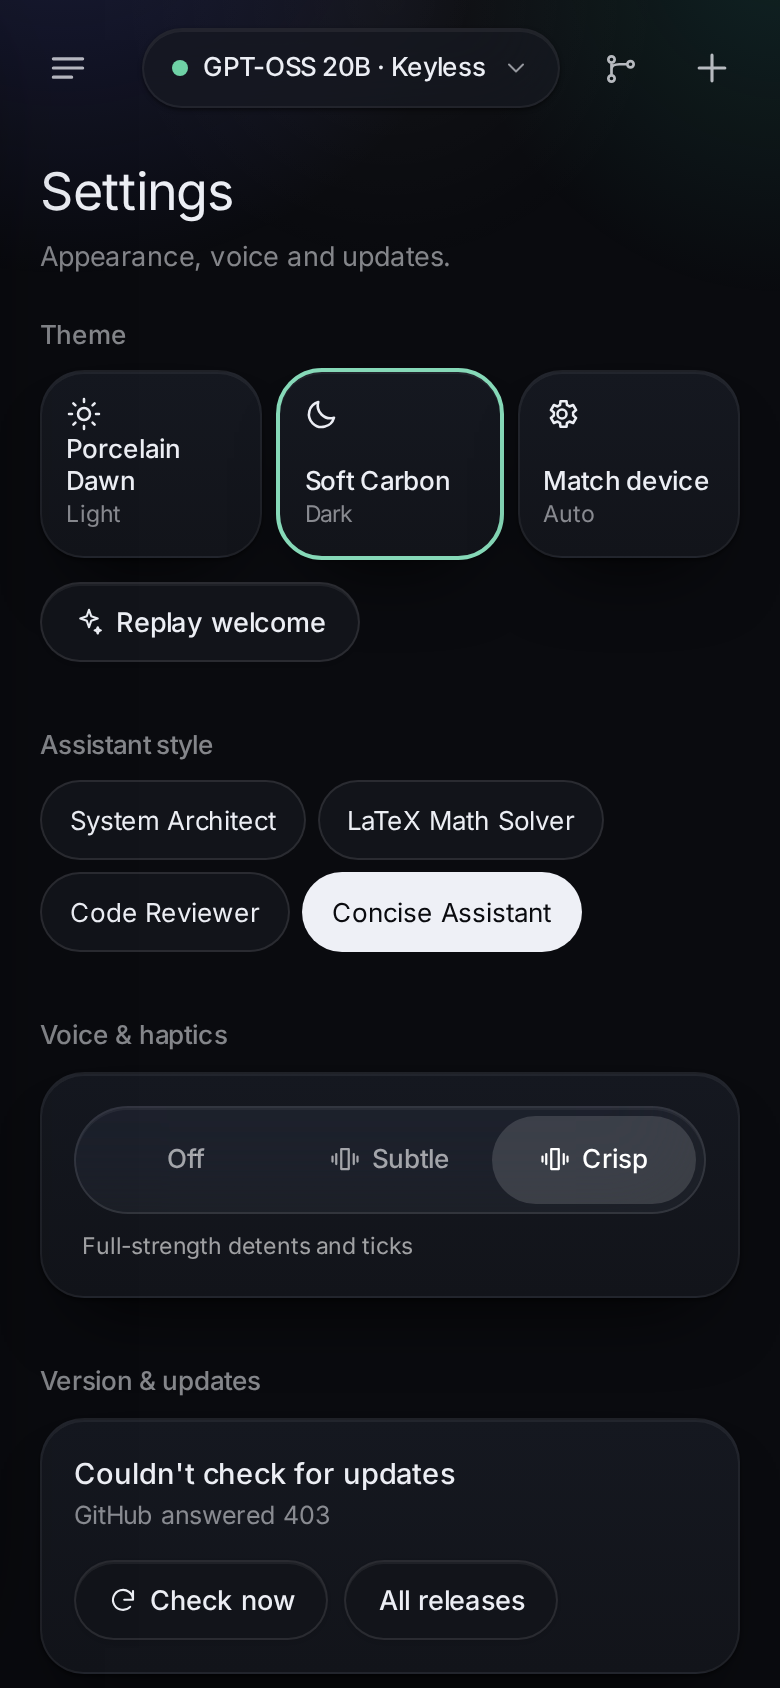 GPT-OSS 20B · Keyless
Settings
Appearance, voice and updates.
Theme
Porcelain
Dawn
Light
Soft Carbon
Dark
Match device
Auto
Replay welcome
Assistant style
System Architect
LaTeX Math Solver
Code Reviewer
Concise Assistant
Voice & haptics
Off
Subtle
Crisp
Full-strength detents and ticks
Version & updates
Couldn't check for updates
GitHub answered 403
Check now
All releases